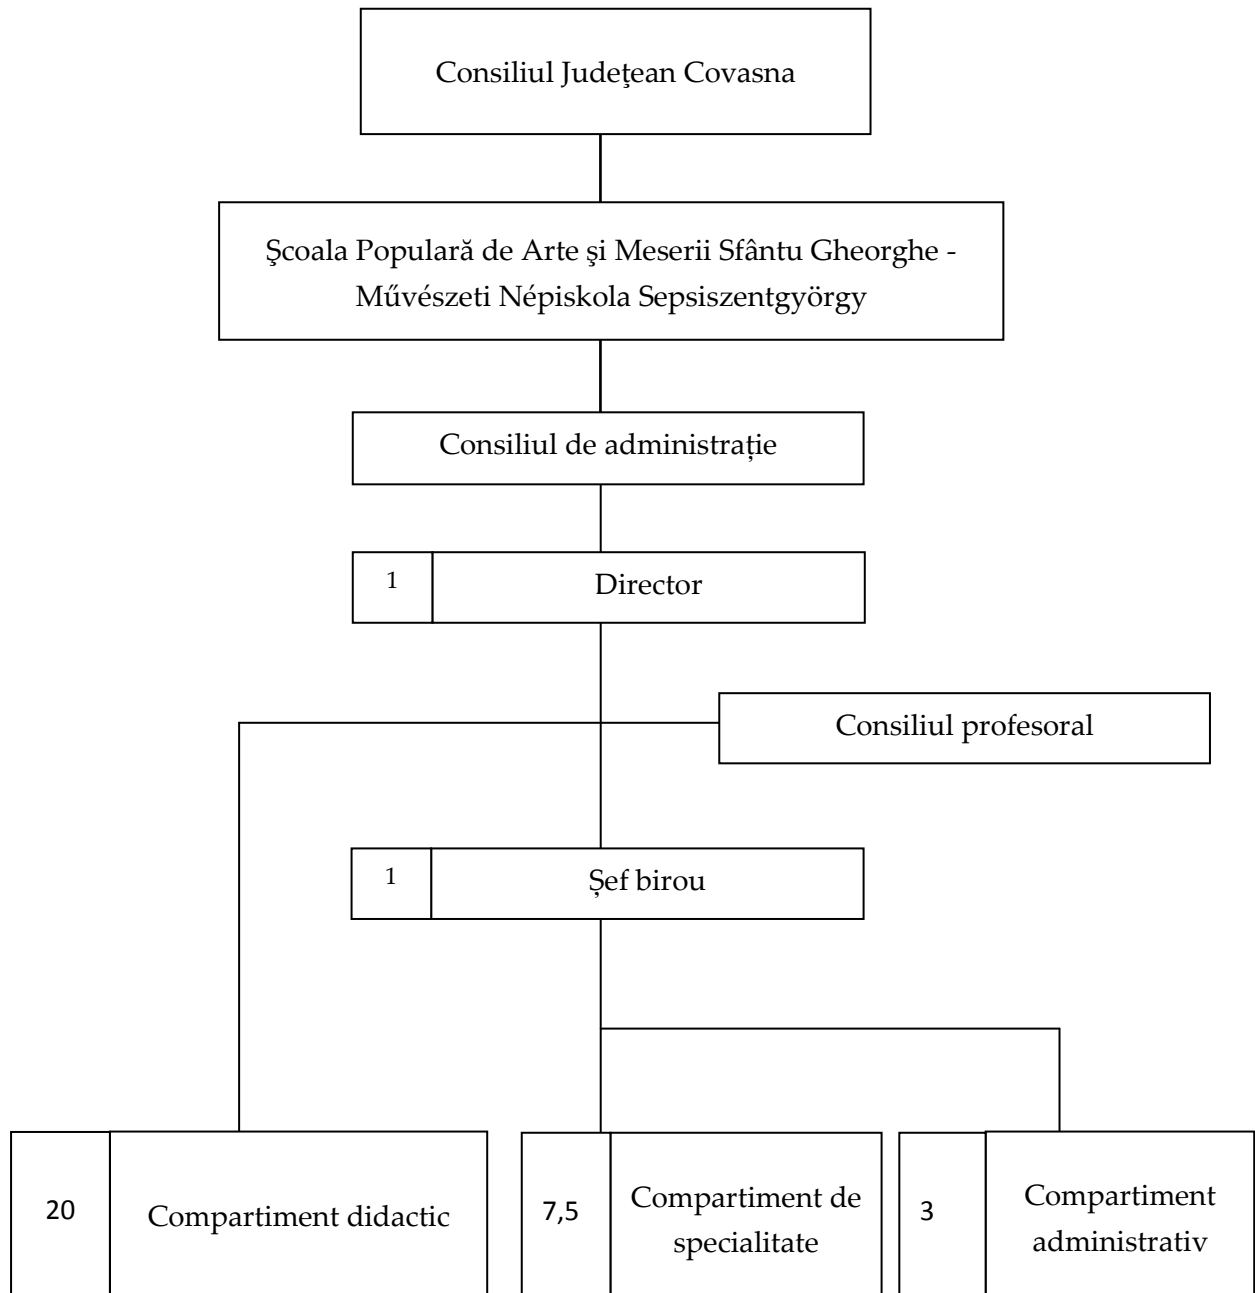 Consiliul Judeţean Covasna
Şcoala Populară de Arte şi Meserii Sfântu Gheorghe -
Művészeti Népiskola Sepsiszentgyörgy
Consiliul de administrație
1
Director
Consiliul profesoral
1
Șef birou
20
Compartiment didactic
7,5
Compartiment de
specialitate
3
Compartiment
administrativ